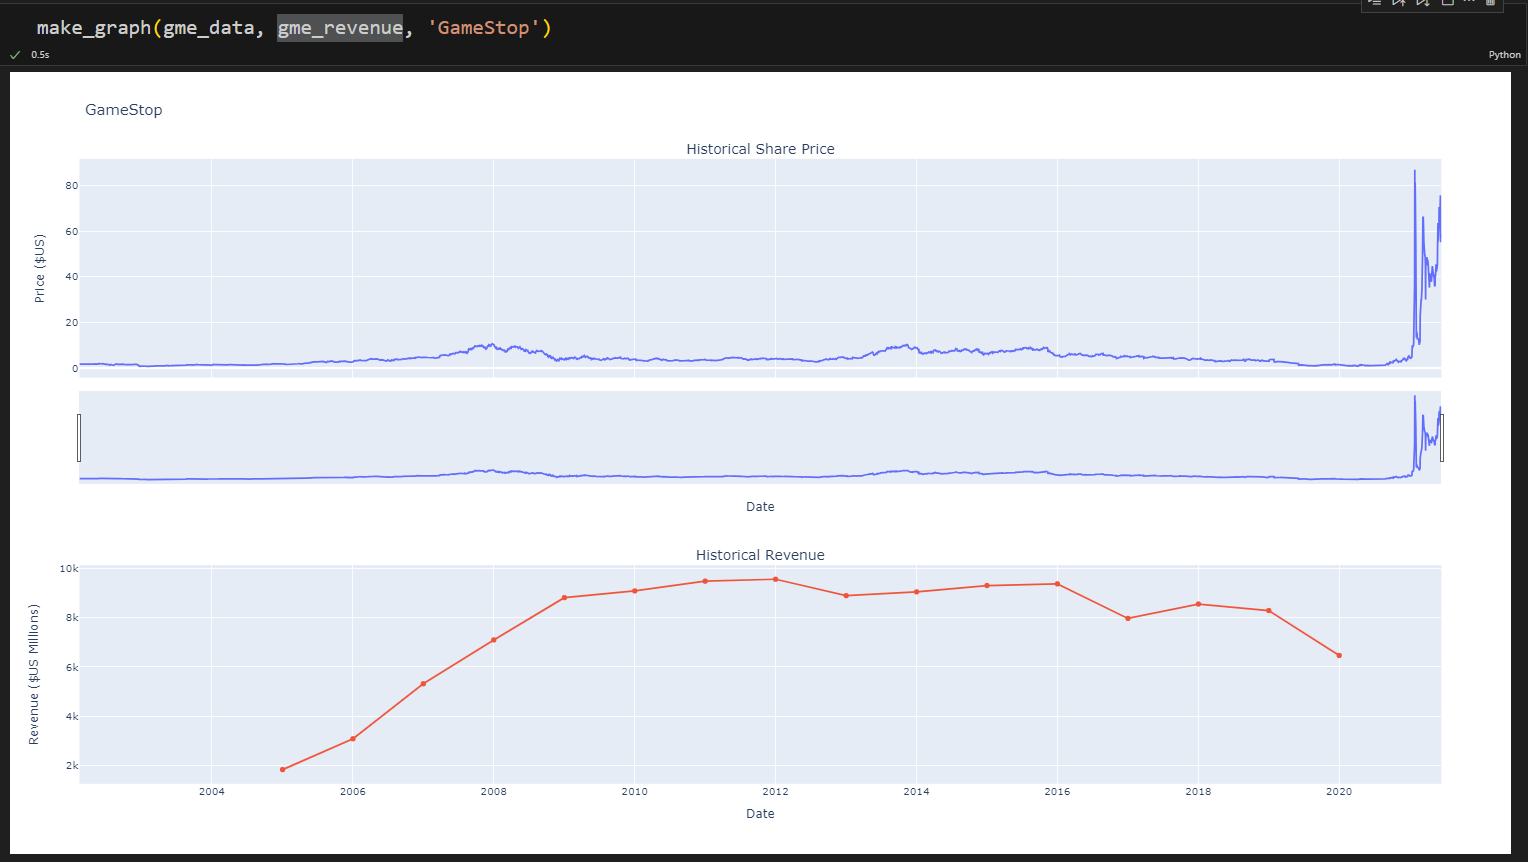 make_graph(gme_data, gme_revenue, 'GameStop')
0.5s
Python
GameStop
Historical Share Price
80
60
40
20
0
Price ($US)
Date
Historical Revenue
10k
8k
6k
4k
2k
Revenue ($US Millions)
2004 2006 2008 2010 2012 2014 2016 2018 2020
Date